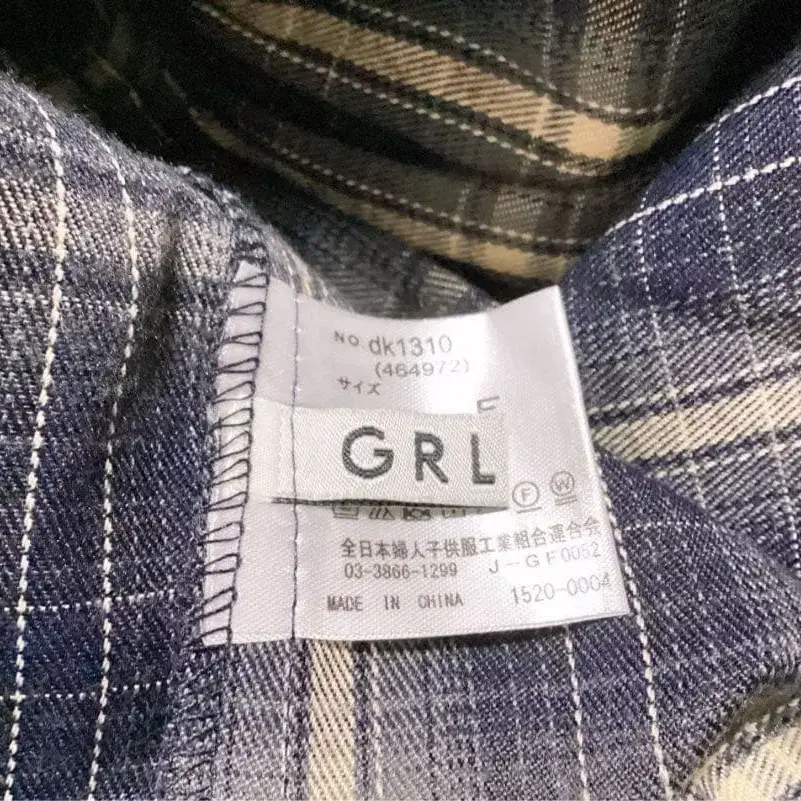 NO. dk1310
(464972)
サイズ
F
GRL
F W
全日本婦人子供服工業組合連合会
03-3866-1299 J-GF0052
MADE IN CHINA 1520-0004